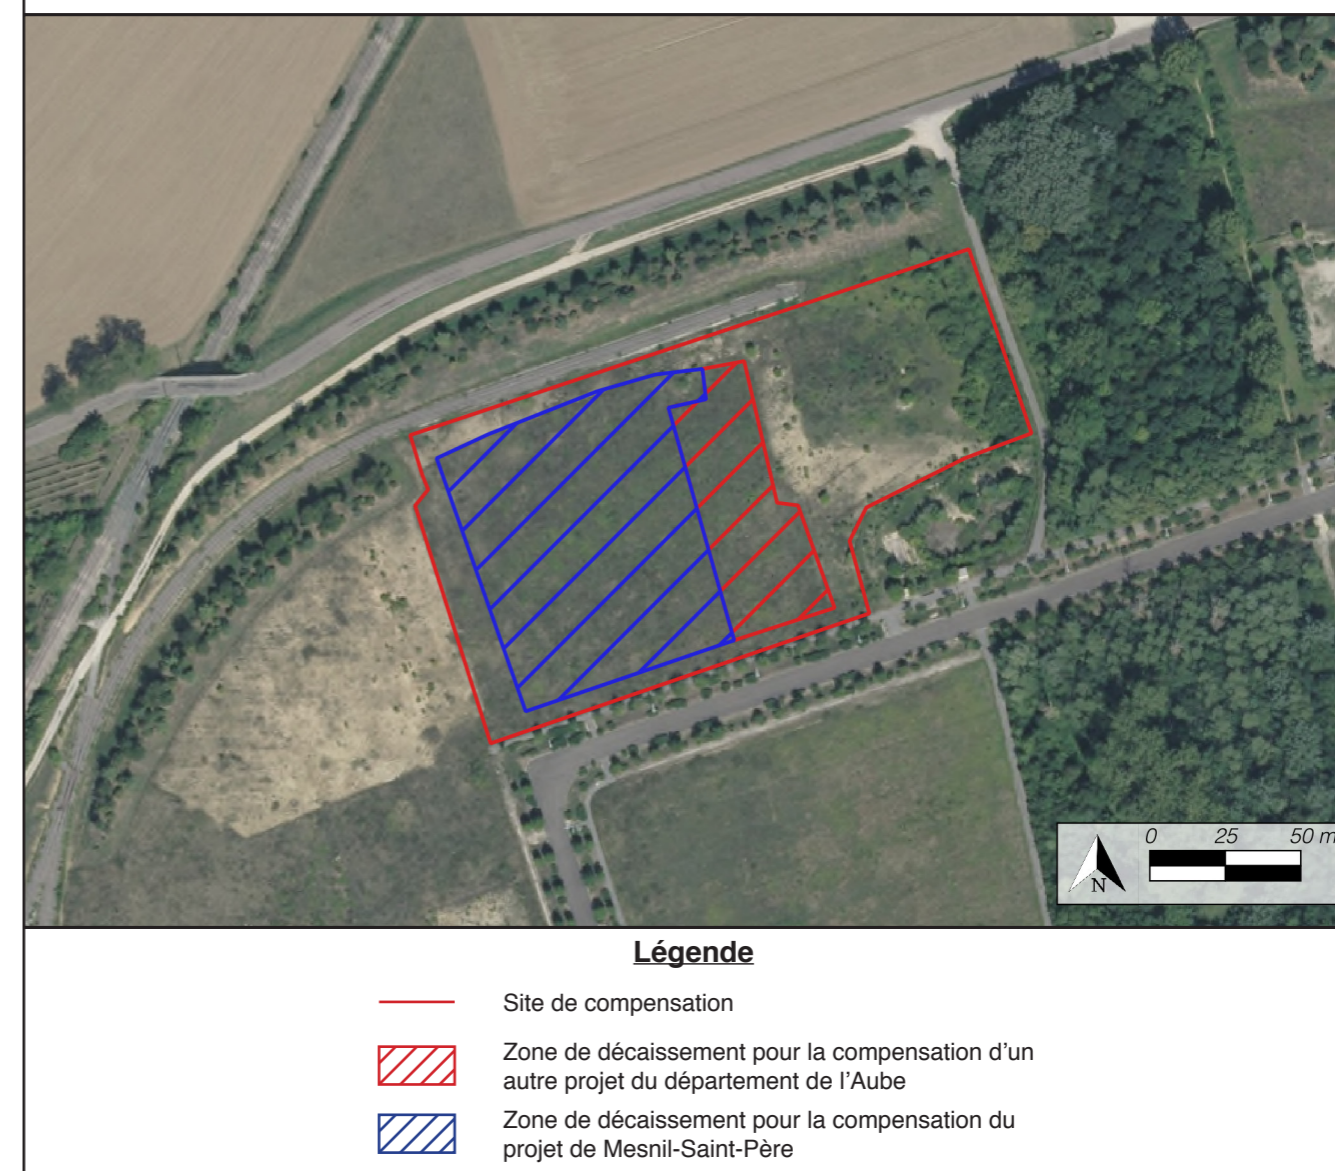 0 25 50 m
N
Légende
Site de compensation
Zone de décaissement pour la compensation d’un
autre projet du département de l’Aube
Zone de décaissement pour la compensation du
projet de Mesnil-Saint-Père